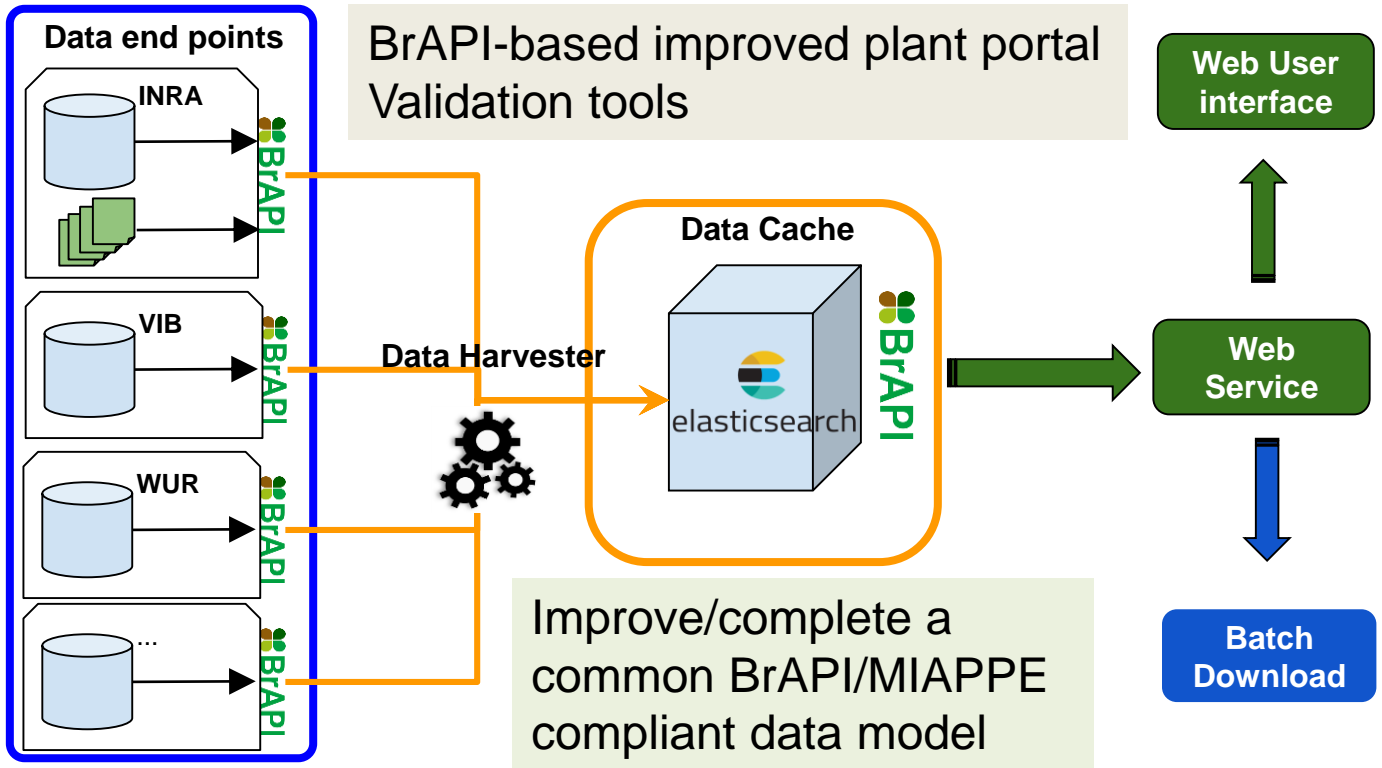 Data end points
INRA
BrAPI
VIB
BrAPI
WUR
BrAPI
...
BrAPI
BrAPI-based improved plant portal
Validation tools
Data Harvester
Data Cache
elasticsearch
BrAPI
Improve/complete a
common BrAPI/MIAPPE
compliant data model
Web User
interface
Web
Service
Batch
Download